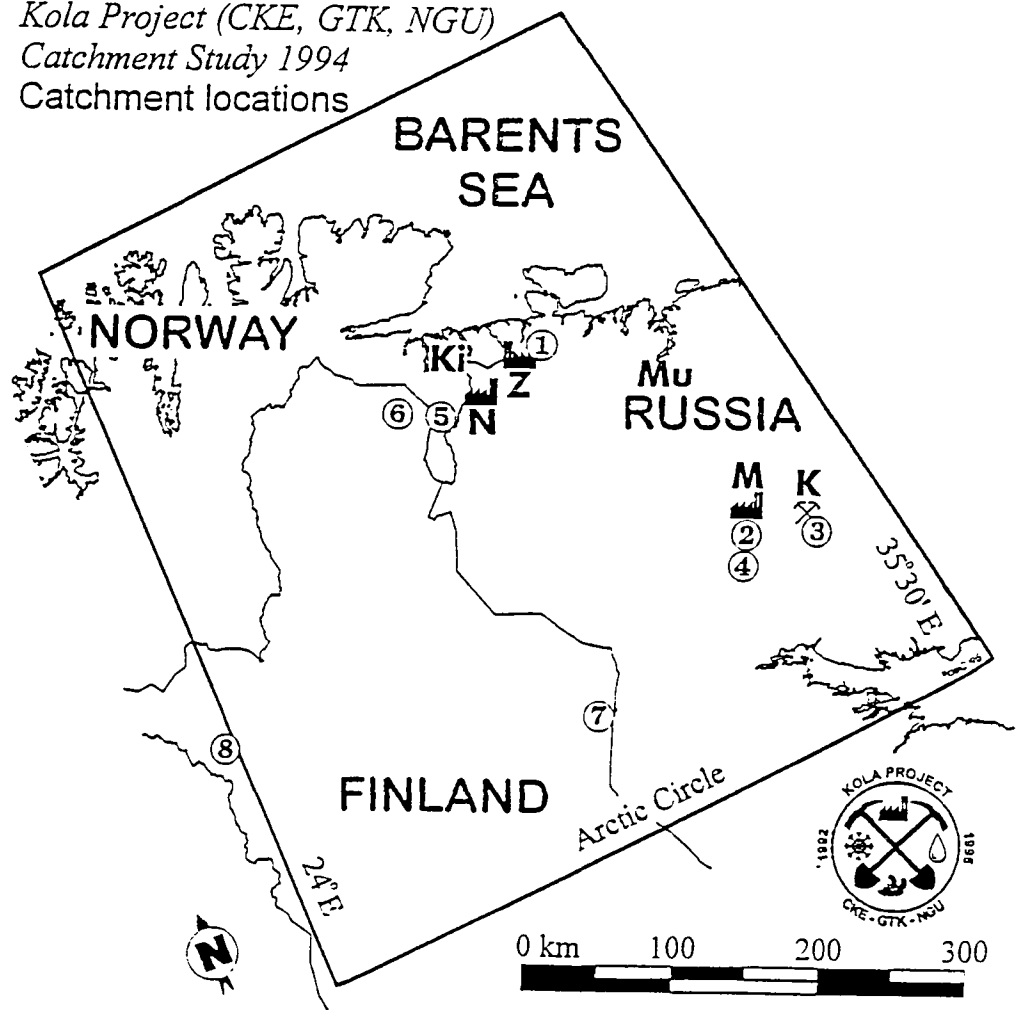 Kola Project (CKE, GTK, NGU)
Catchment Study 1994
Catchment locations
BARENTS
SEA
NORWAY
Ki
1
Z
Mu
6
5
N
RUSSIA
M
K
2
3
4
35°30' E
7
8
FINLAND
Arctic Circle
24°E
KOLA PROJECT
1992
1996
CKE - GTK - NGU
N
0 km 100 200 300